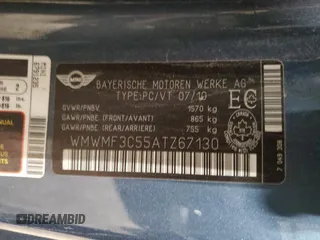 MINI
BAYERISCHE MOTOREN WERKE AG
TYPE:PC/VT 07/10
GVWR/PNBV. 1570 kg
GAWR/PNBE (FRONT/AVANT) 865 kg
GAWR/PNBE (REAR/ARRIERE) 755 kg
EC
WMWMF3C55ATZ67130
DREAMBID